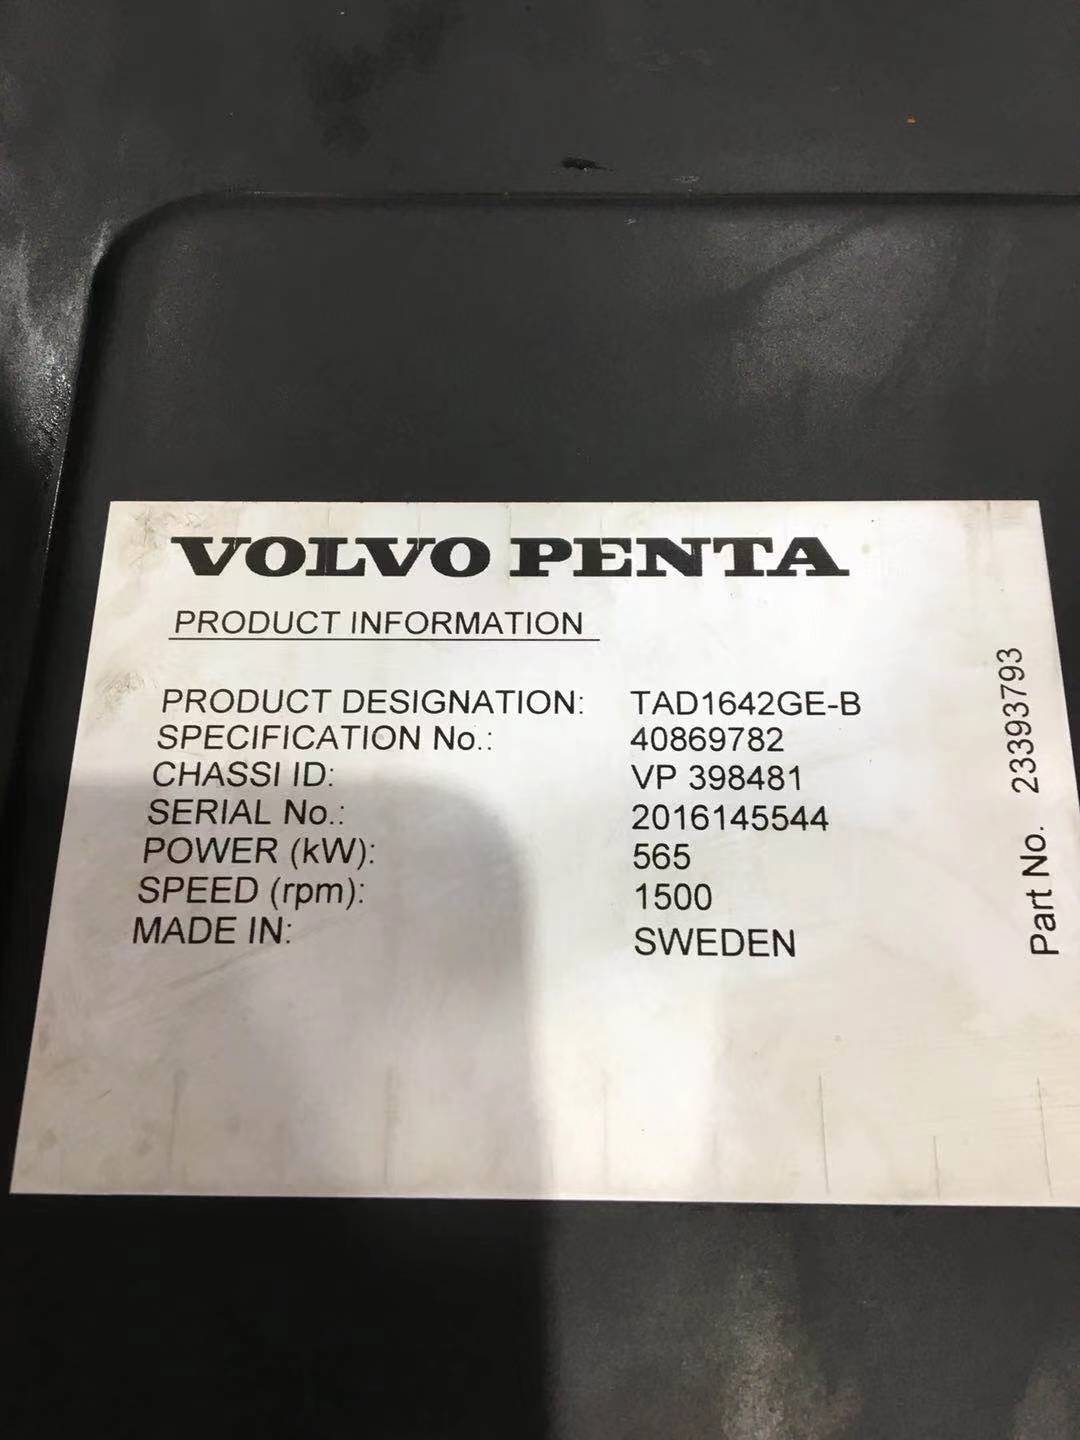 VOLVO PENTA
PRODUCT INFORMATION
PRODUCT DESIGNATION: TAD1642GE-B
SPECIFICATION No.: 40869782
CHASSI ID: VP 398481
SERIAL No.: 2016145544
POWER (kW): 565
SPEED (rpm): 1500
MADE IN: SWEDEN
Part No. 23393793